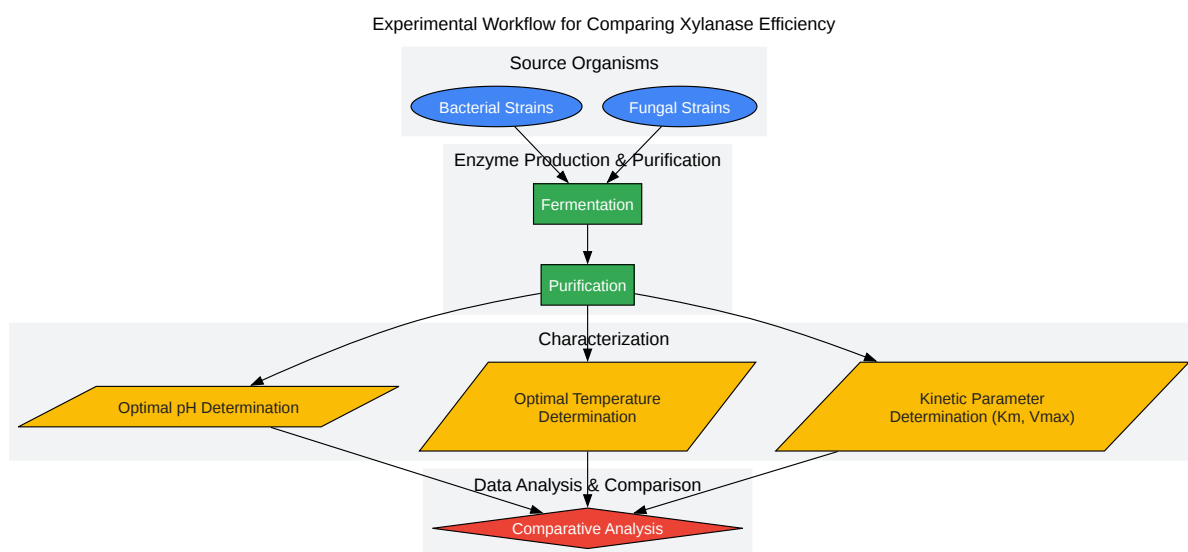 Experimental Workflow for Comparing Xylanase Efficiency
Source Organisms
Bacterial Strains
Fungal Strains
Enzyme Production & Purification
Fermentation
Purification
Characterization
Optimal pH Determination
Optimal Temperature
Determination
Kinetic Parameter
Determination (Km, Vmax)
Data Analysis & Comparison
Comparative Analysis